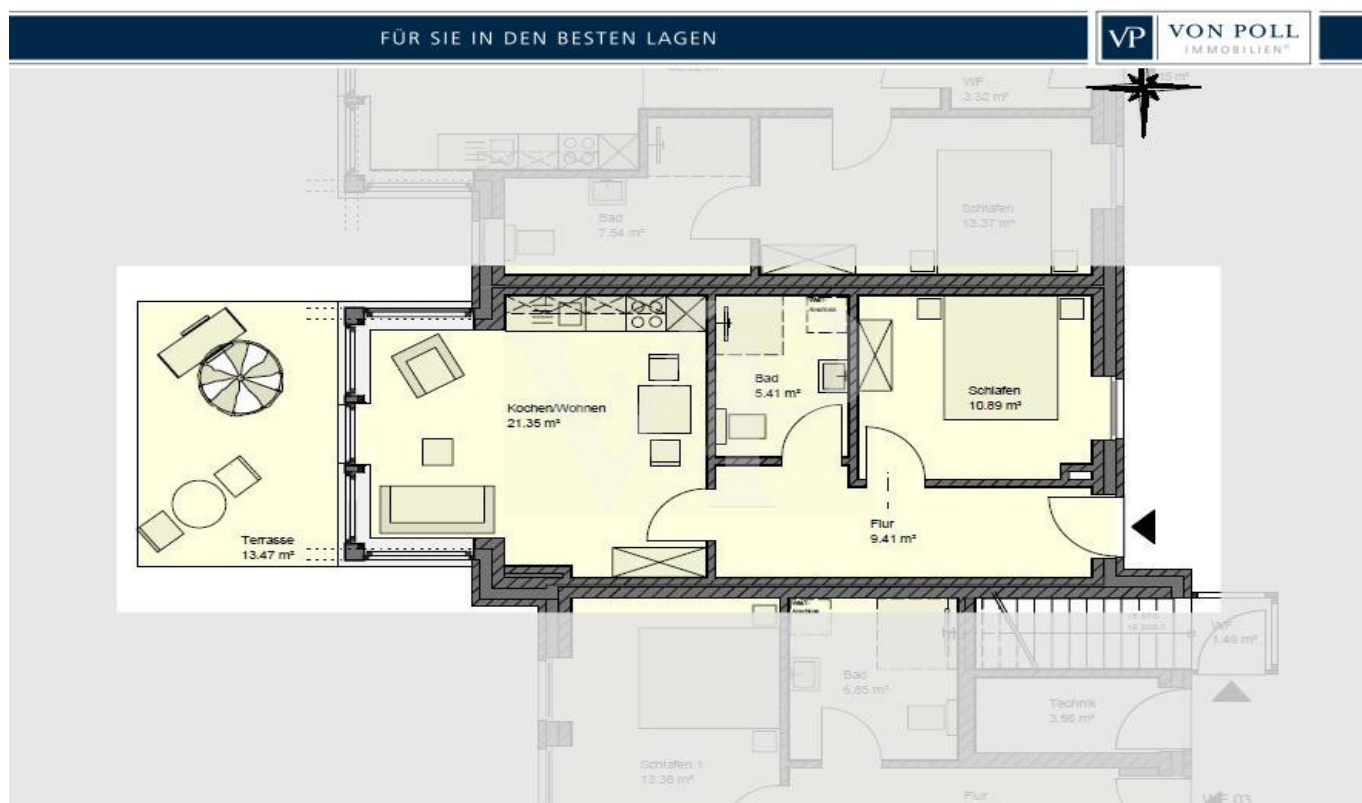 FÜR SIE IN DEN BESTEN LAGEN
VP
VON POLL
IMMOBILIEN®
WF
3.32 m²
Bad
7.54 m²
Schlafen
13.37 m²
Kochen/Wohnen
21.35 m²
Bad
5.41 m²
Schlafen
10.89 m²
Terrasse
13.47 m²
Flur
9.41 m²
Bad
6.85 m²
WF
1.49 m²
Technik
3.66 m²
Schlafen 1
13.38 m²
Flur
WE 03